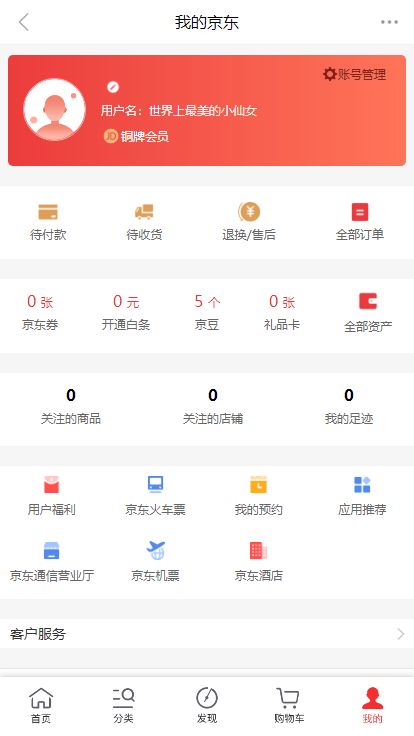 我的京东
账号管理
用户名：世界上最美的小仙女
JD 铜牌会员
待付款 待收货 退换/售后 全部订单
0 张 0 元 5 个 0 张
京东券 开通白条 京豆 礼品卡 全部资产
0 0 0
关注的商品 关注的店铺 我的足迹
用户福利 京东火车票 我的预约 应用推荐
京东通信营业厅 京东机票 京东酒店
客户服务
首页 分类 发现 购物车 我的